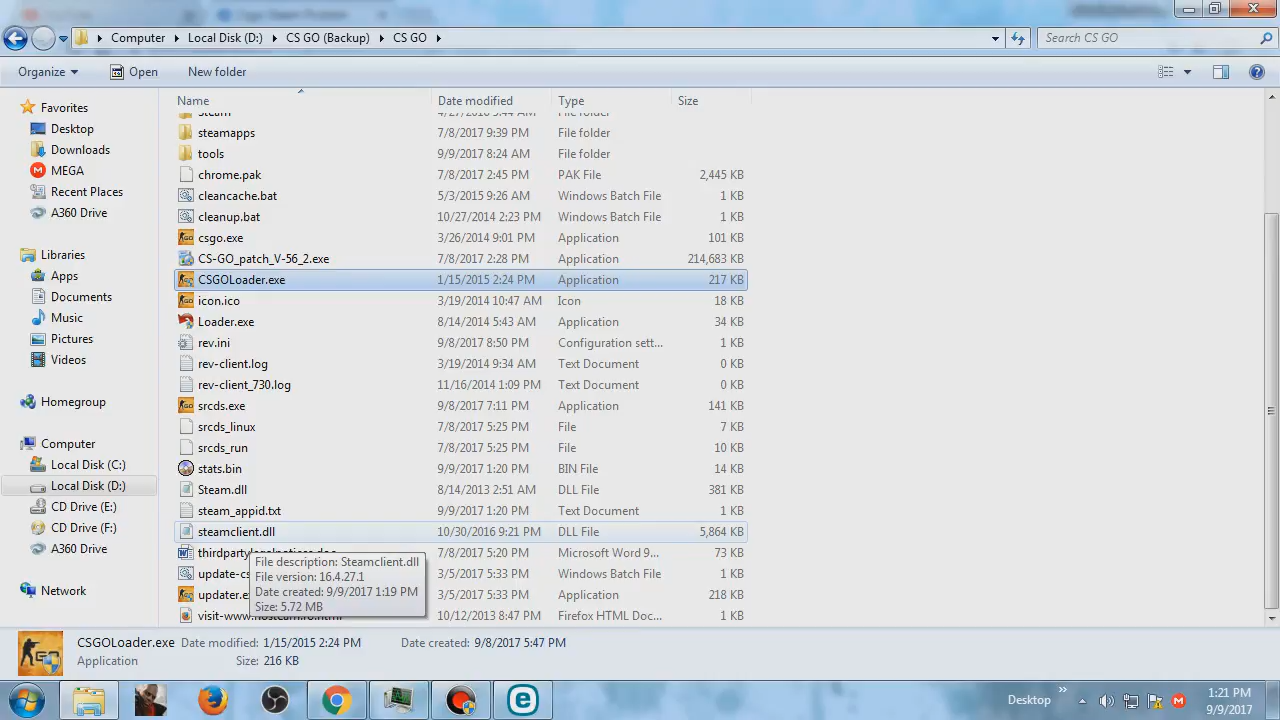 Computer ▸ Local Disk (D:) ▸ CS GO (Backup) ▸ CS GO ▸
Search CS GO
Organize Open New folder
Name Date modified Type Size
steamapps 7/8/2017 9:39 PM File folder
tools 9/9/2017 8:24 AM File folder
chrome.pak 7/8/2017 2:45 PM PAK File 2,445 KB
cleancache.bat 5/3/2015 9:26 AM Windows Batch File 1 KB
cleanup.bat 10/27/2014 2:23 PM Windows Batch File 1 KB
csgo.exe 3/26/2014 9:01 PM Application 101 KB
CS-GO_patch_V-56_2.exe 7/8/2017 2:28 PM Application 214,683 KB
CSGOLoader.exe 1/15/2015 2:24 PM Application 217 KB
icon.ico 3/19/2014 10:47 AM Icon 18 KB
Loader.exe 8/14/2014 5:43 AM Application 34 KB
rev.ini 9/8/2017 8:50 PM Configuration sett... 1 KB
rev-client.log 3/19/2014 9:34 AM Text Document 0 KB
rev-client_730.log 11/16/2014 1:09 PM Text Document 0 KB
srcds.exe 9/8/2017 7:11 PM Application 141 KB
srcds_linux 7/8/2017 5:25 PM File 7 KB
srcds_run 7/8/2017 5:25 PM File 10 KB
stats.bin 9/9/2017 1:20 PM BIN File 14 KB
Steam.dll 8/14/2013 2:51 AM DLL File 381 KB
steam_appid.txt 9/9/2017 1:20 PM Text Document 1 KB
steamclient.dll 10/30/2016 9:21 PM DLL File 5,864 KB
7/8/2017 5:20 PM Microsoft Word 9... 73 KB
3/5/2017 5:33 PM Windows Batch File 1 KB
3/5/2017 5:33 PM Application 218 KB
10/12/2013 8:47 PM Firefox HTML Doc... 1 KB
File description: Steamclient.dll
File version: 16.4.27.1
Date created: 9/9/2017 1:19 PM
Size: 5.72 MB
Favorites
Desktop
Downloads
MEGA
Recent Places
A360 Drive
Libraries
Apps
Documents
Music
Pictures
Videos
Homegroup
Computer
Local Disk (C:)
Local Disk (D:)
CD Drive (E:)
CD Drive (F:)
A360 Drive
Network
CSGOLoader.exe Date modified: 1/15/2015 2:24 PM Date created: 9/8/2017 5:47 PM
Application Size: 216 KB
Desktop » 1:21 PM
9/9/2017